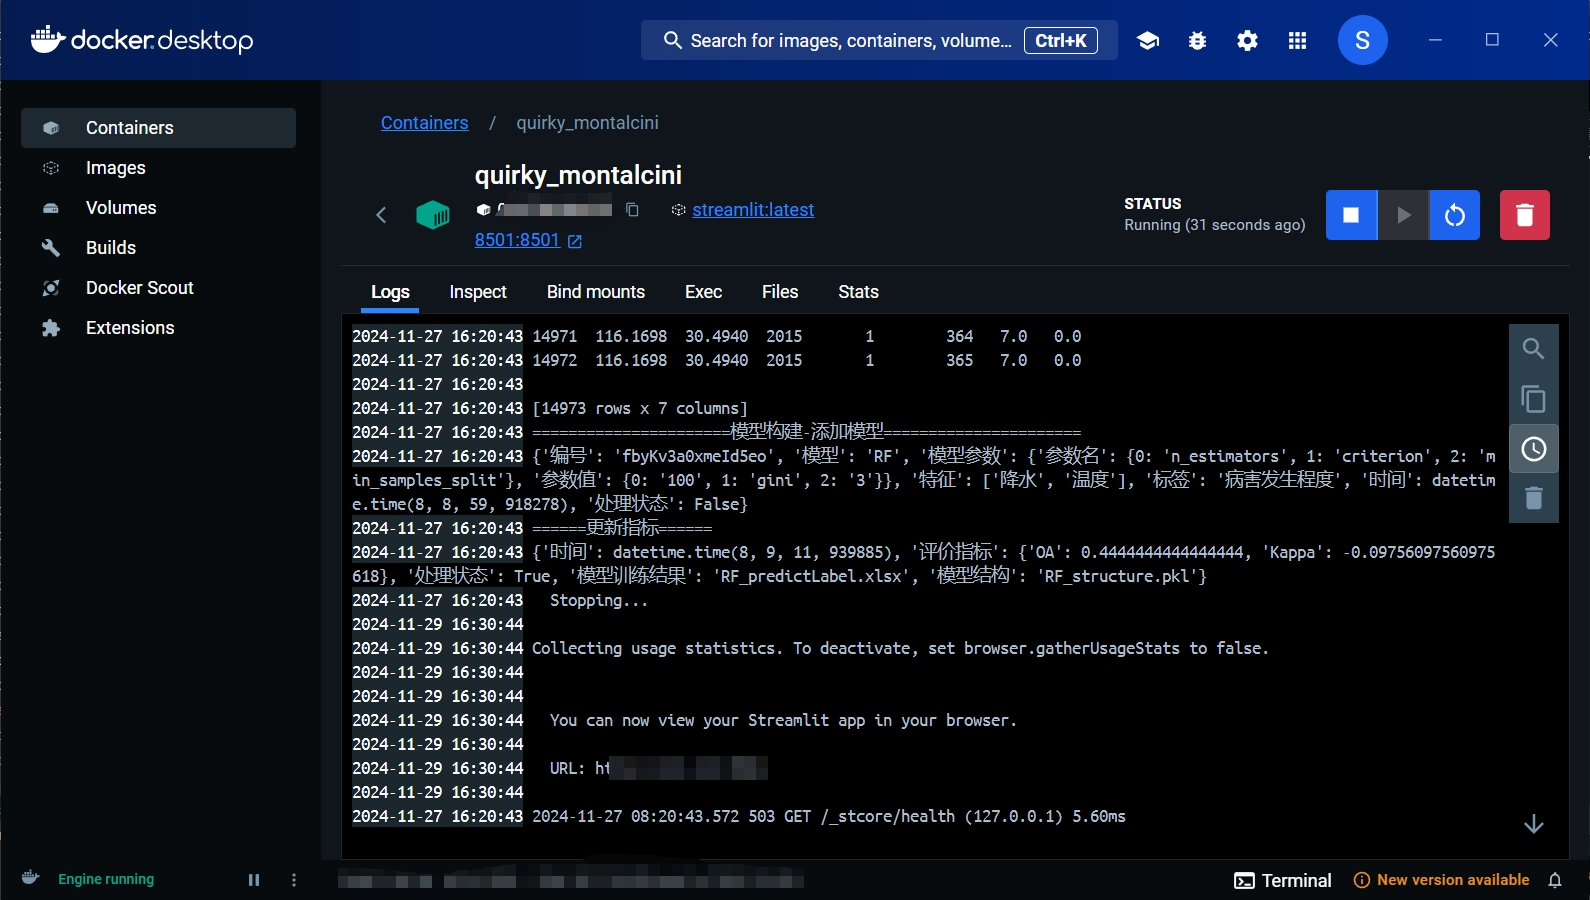 docker desktop
Search for images, containers, volume... Ctrl+K
S
Containers
Images
Volumes
Builds
Docker Scout
Extensions
Containers / quirky_montalcini
quirky_montalcini
streamlit:latest
8501:8501
STATUS
Running (31 seconds ago)
Logs Inspect Bind mounts Exec Files Stats
2024-11-27 16:20:43 14971 116.1698 30.4940 2015 1 364 7.0 0.0
2024-11-27 16:20:43 14972 116.1698 30.4940 2015 1 365 7.0 0.0
2024-11-27 16:20:43
2024-11-27 16:20:43 [14973 rows x 7 columns]
2024-11-27 16:20:43 ======================模型构建-添加模型======================
2024-11-27 16:20:43 {'编号': 'fbyKv3a0xmeId5eo', '模型': 'RF', '模型参数': {'参数名': {0: 'n_estimators', 1: 'criterion', 2: 'm
in_samples_split'}, '参数值': {0: '100', 1: 'gini', 2: '3'}}, '特征': ['降水', '温度'], '标签': '病害发生程度', '时间': datetim
e.time(8, 8, 59, 918278), '处理状态': False}
2024-11-27 16:20:43 ======更新指标======
2024-11-27 16:20:43 {'时间': datetime.time(8, 9, 11, 939885), '评价指标': {'OA': 0.4444444444444444, 'Kappa': -0.09756097560975
618}, '处理状态': True, '模型训练结果': 'RF_predictLabel.xlsx', '模型结构': 'RF_structure.pkl'}
2024-11-27 16:20:43 Stopping...
2024-11-29 16:30:44
2024-11-29 16:30:44 Collecting usage statistics. To deactivate, set browser.gatherUsageStats to false.
2024-11-29 16:30:44
2024-11-29 16:30:44
2024-11-29 16:30:44 You can now view your Streamlit app in your browser.
2024-11-29 16:30:44
2024-11-29 16:30:44 URL: ht
2024-11-29 16:30:44
2024-11-27 16:20:43 2024-11-27 08:20:43.572 503 GET /_stcore/health (127.0.0.1) 5.60ms
Engine running
Terminal
New version available